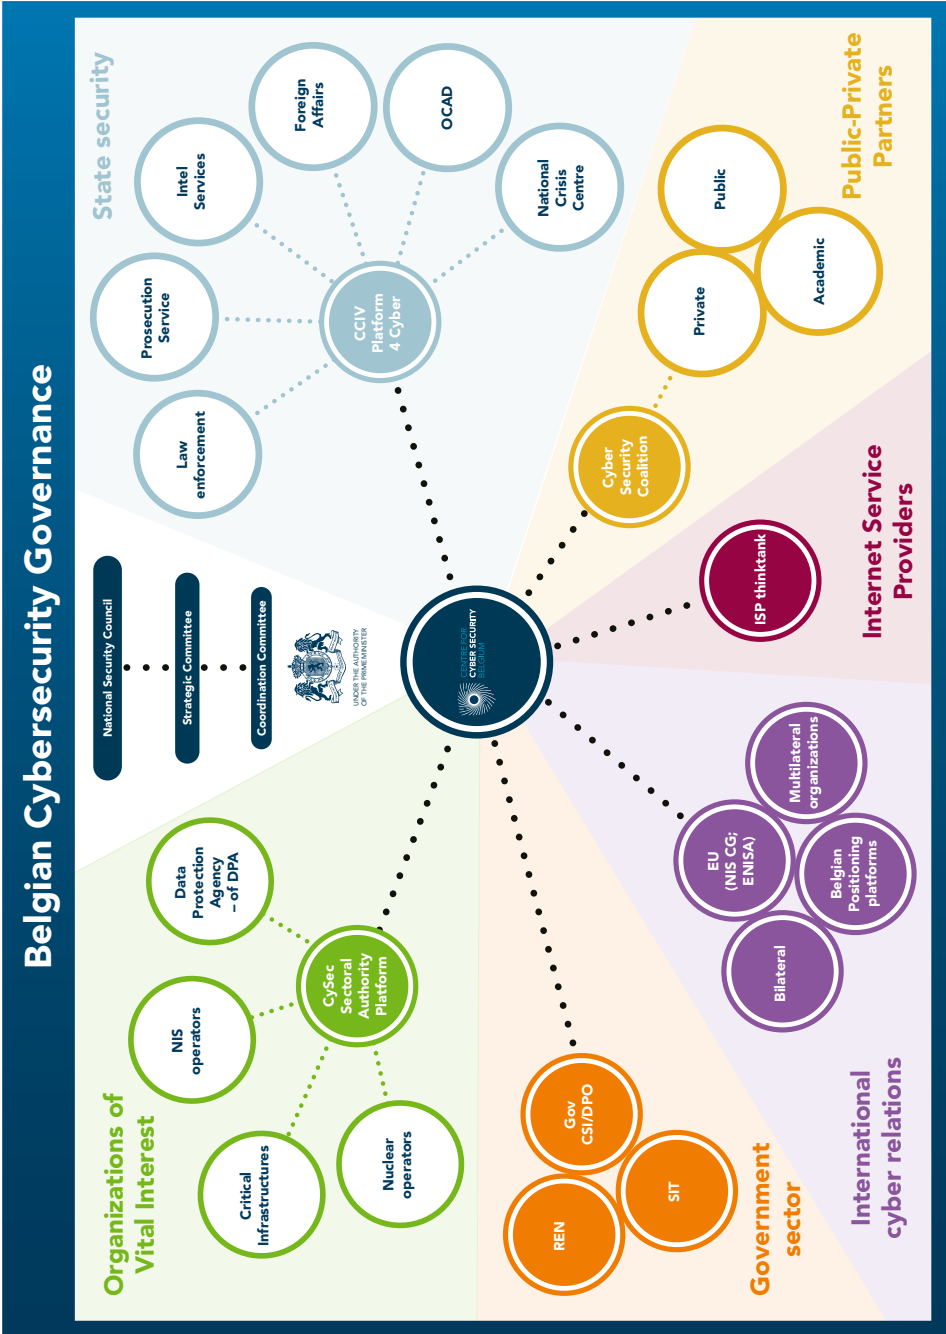 Belgian Cybersecurity Governance
Organizations of
Vital Interest
Critical
Infrastructures
NIS
operators
Data
Protection
Agency
– of DPA
Nuclear
operators
CySec
Sectoral
Authority
Platform
National Security Council
Strategic Committee
Coordination Committee
UNDER THE AUTHORITY
OF THE PRIME MINISTER
CENTRE FOR
CYBER SECURITY
BELGIUM
State security
Law
enforcement
Prosecution
Service
Intel
Services
Foreign
Affairs
OCAD
National
Crisis
Centre
CCIV
Platform
4 Cyber
Government
sector
REN
Gov
CSI/DPO
SIT
International
cyber relations
Bilateral
EU
(NIS CG;
ENISA)
Belgian
Positioning
platforms
Multilateral
organizations
Internet Service
Providers
ISP thinktank
Public-Private
Partners
Cyber
Security
Coalition
Private
Public
Academic